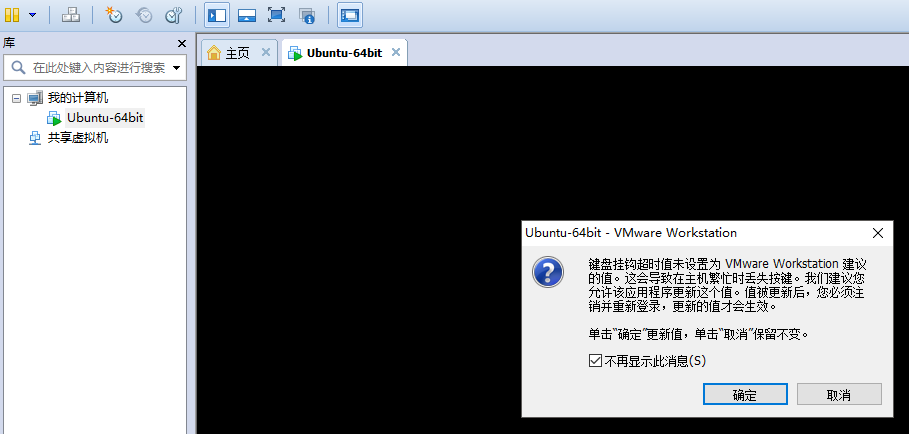 库
主页
Ubuntu-64bit
在此处键入内容进行搜索
我的计算机
Ubuntu-64bit
共享虚拟机
Ubuntu-64bit - VMware Workstation
键盘挂钩超时值未设置为 VMware Workstation 建议
的值。这会导致在主机繁忙时丢失按键。我们建议您
允许该应用程序更新这个值。值被更新后，您必须注
销并重新登录，更新的值才会生效。
单击“确定”更新值，单击“取消”保留不变。
不再显示此消息(S)
确定
取消